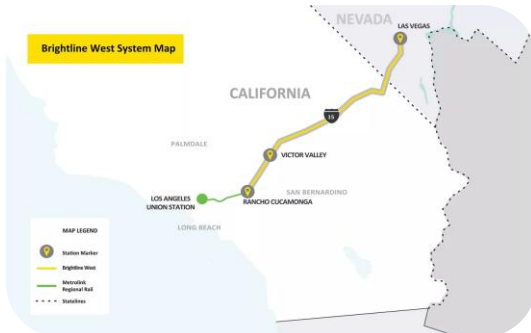 NEVADA
LAS VEGAS
Brightline West System Map
CALIFORNIA
15
PALMDALE
VICTOR VALLEY
SAN BERNARDINO
RANCHO CUCAMONGA
LOS ANGELES
UNION STATION
LONG BEACH
MAP LEGEND
Station Marker
Brightline West
Metrolink
Regional Rail
Statelines